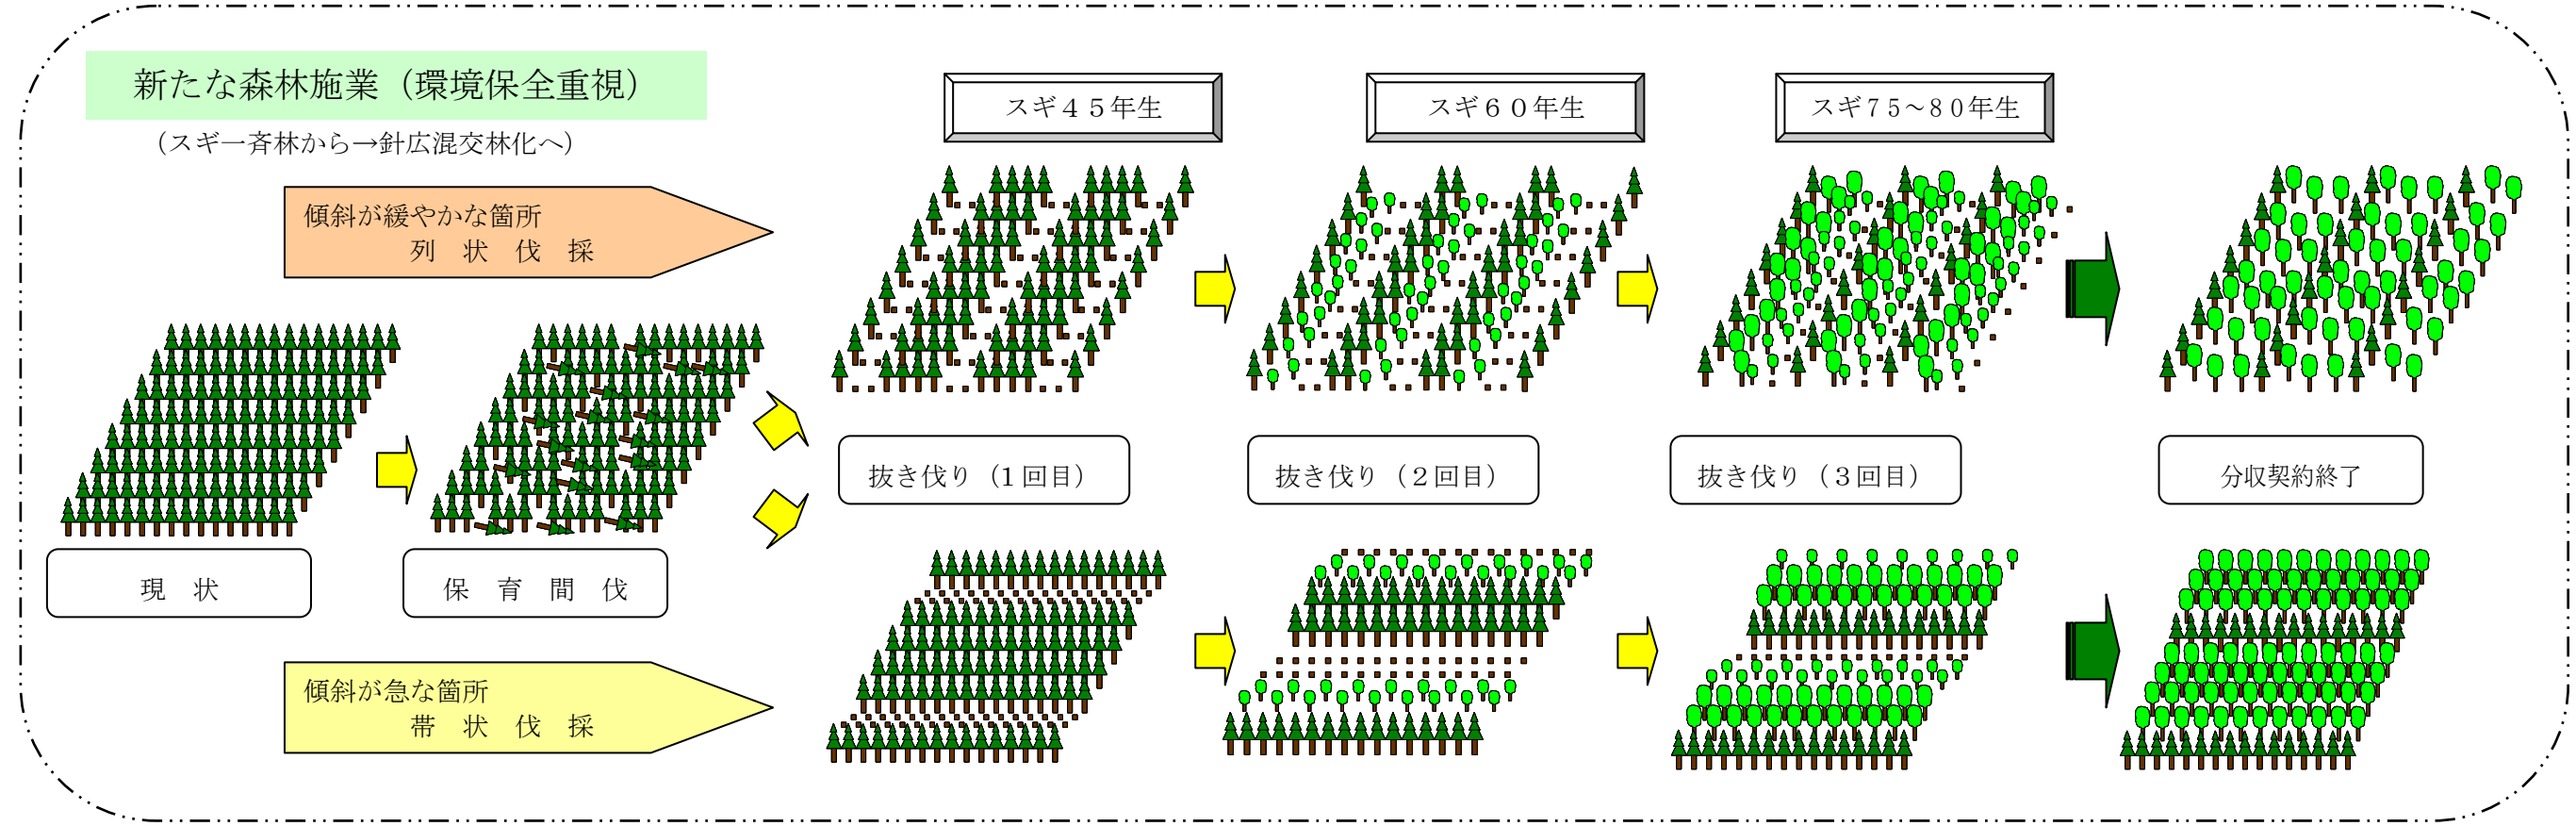 新たな森林施業（環境保全重視）
（スギ一斉林から→針広混交林化へ）
スギ４５年生
スギ６０年生
スギ75～80年生
傾斜が緩やかな箇所
列　状　伐　採
抜き伐り（1回目）
抜き伐り（２回目）
抜き伐り（３回目）
分収契約終了
現　状
保　育　間　伐
傾斜が急な箇所
帯　状　伐　採